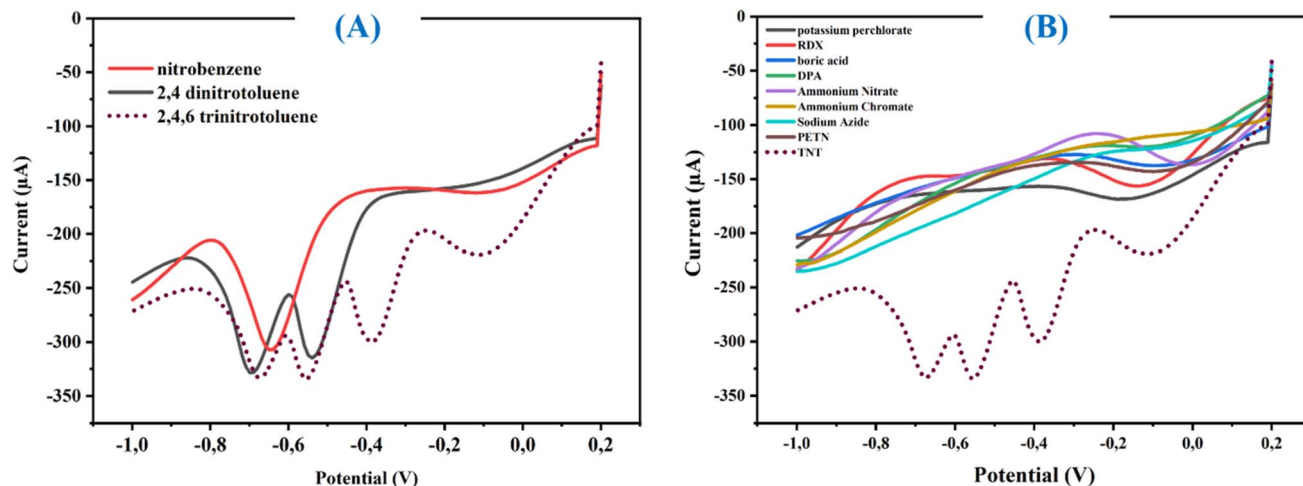 (A)
nitrobenzene
2,4 dinitrotoluene
2,4,6 trinitrotoluene
Current (µA)
0
-50
-100
-150
-200
-250
-300
-350
-1,0 -0,8 -0,6 -0,4 -0,2 0,0 0,2
Potential (V)
(B)
potassium perchlorate
RDX
boric acid
DPA
Ammonium Nitrate
Ammonium Chromate
Sodium Azide
PETN
TNT
Current (µA)
0
-50
-100
-150
-200
-250
-300
-350
-1,0 -0,8 -0,6 -0,4 -0,2 0,0 0,2
Potential (V)